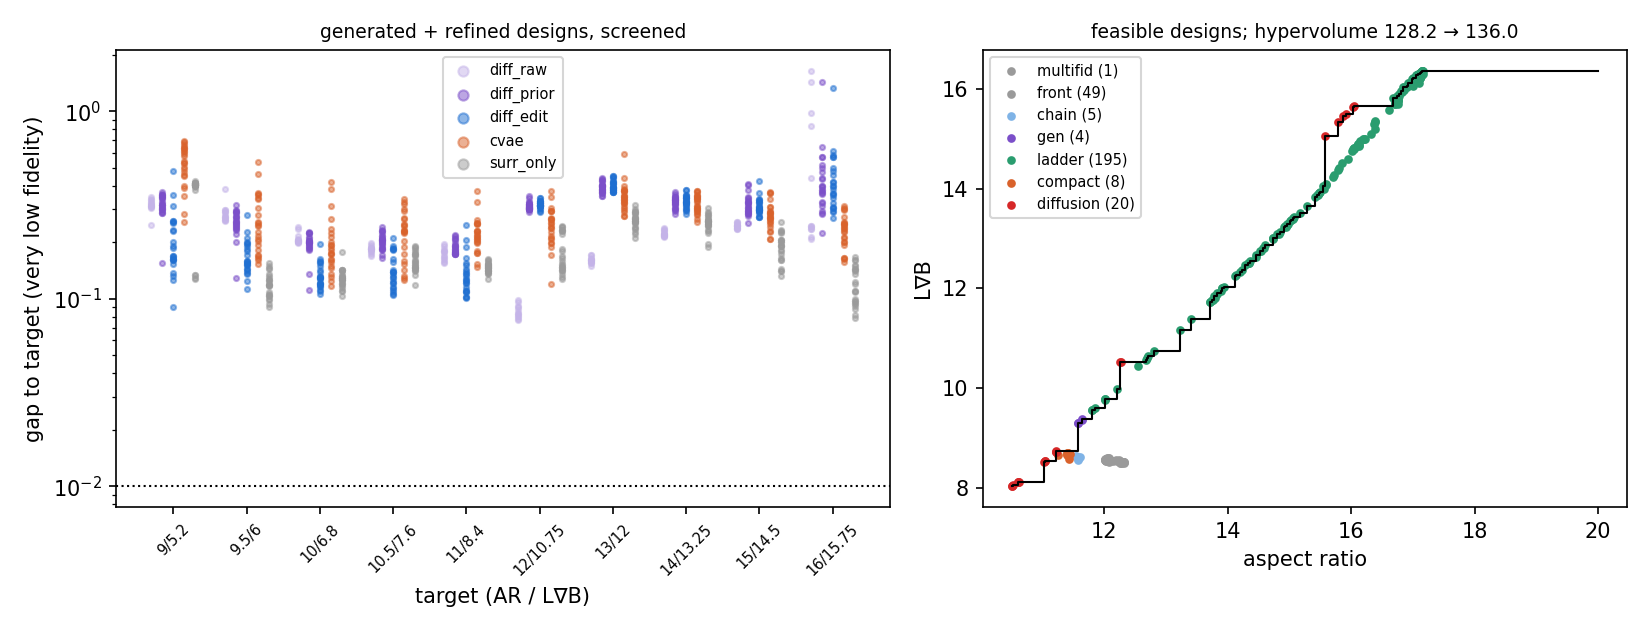 generated + refined designs, screened
diff_raw
diff_prior
diff_edit
cvae
surr_only
gap to target (very low fidelity)
10⁰
10⁻¹
10⁻²
9/5.2
9.5/6
10/6.8
10.5/7.6
11/8.4
12/10.75
13/12
14/13.25
15/14.5
16/15.75
target (AR / L∇B)
feasible designs; hypervolume 128.2 → 136.0
multifid (1)
front (49)
chain (5)
gen (4)
ladder (195)
compact (8)
diffusion (20)
L∇B
16
14
12
10
8
12
14
16
18
20
aspect ratio